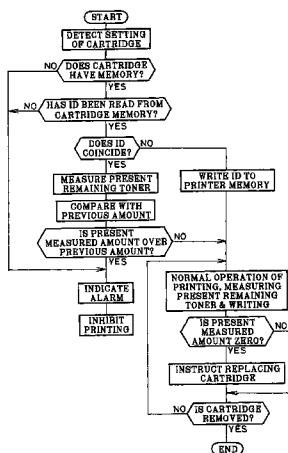 START
DETECT SETTING
OF CARTRIDGE
NO
DOES CARTRIDGE
HAVE MEMORY?
YES
NO
HAS ID BEEN READ FROM
CARTRIDGE MEMORY?
YES
DOES ID
COINCIDE?
NO
YES
MEASURE PRESENT
REMAINING TONER
WRITE ID TO
PRINTER MEMORY
COMPARE WITH
PREVIOUS AMOUNT
IS PRESENT
MEASURED AMOUNT OVER
PREVIOUS AMOUNT?
NO
YES
INDICATE
ALARM
INHIBIT
PRINTING
NORMAL OPERATION OF
PRINTING, MEASURING
PRESENT REMAINING
TONER & WRITING
IS PRESENT
MEASURED
AMOUNT ZERO?
NO
YES
INSTRUCT REPLACING
CARTRIDGE
NO
IS CARTRIDGE
REMOVED?
YES
END